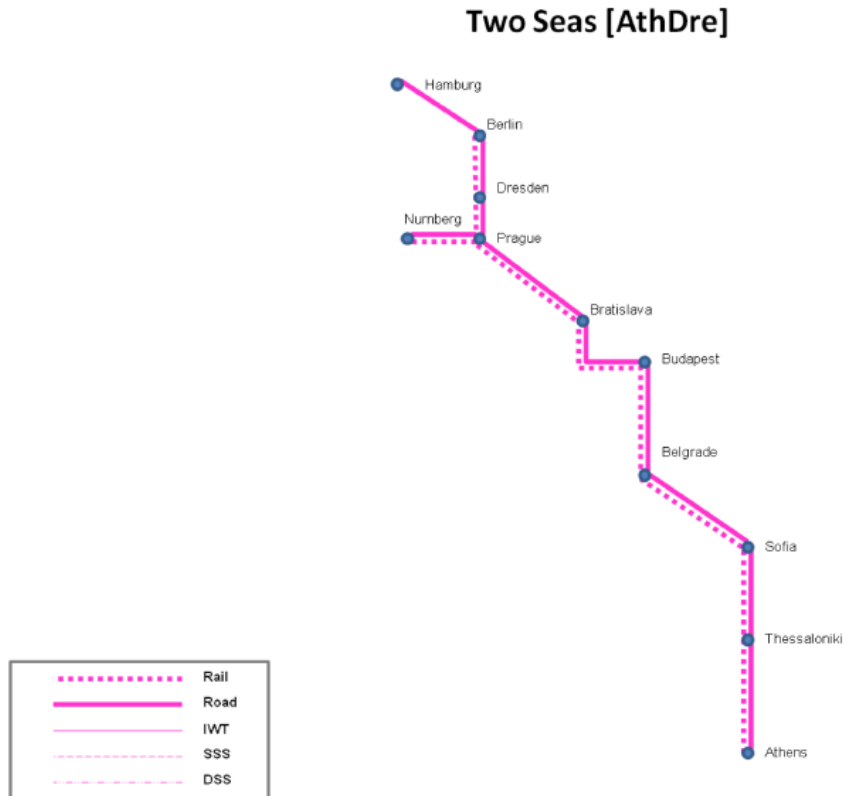 Two Seas [AthDre]
Hamburg
Berlin
Dresden
Nurnberg
Prague
Bratislava
Budapest
Belgrade
Sofia
Thessaloniki
Athens
Rail
Road
IWT
SSS
DSS